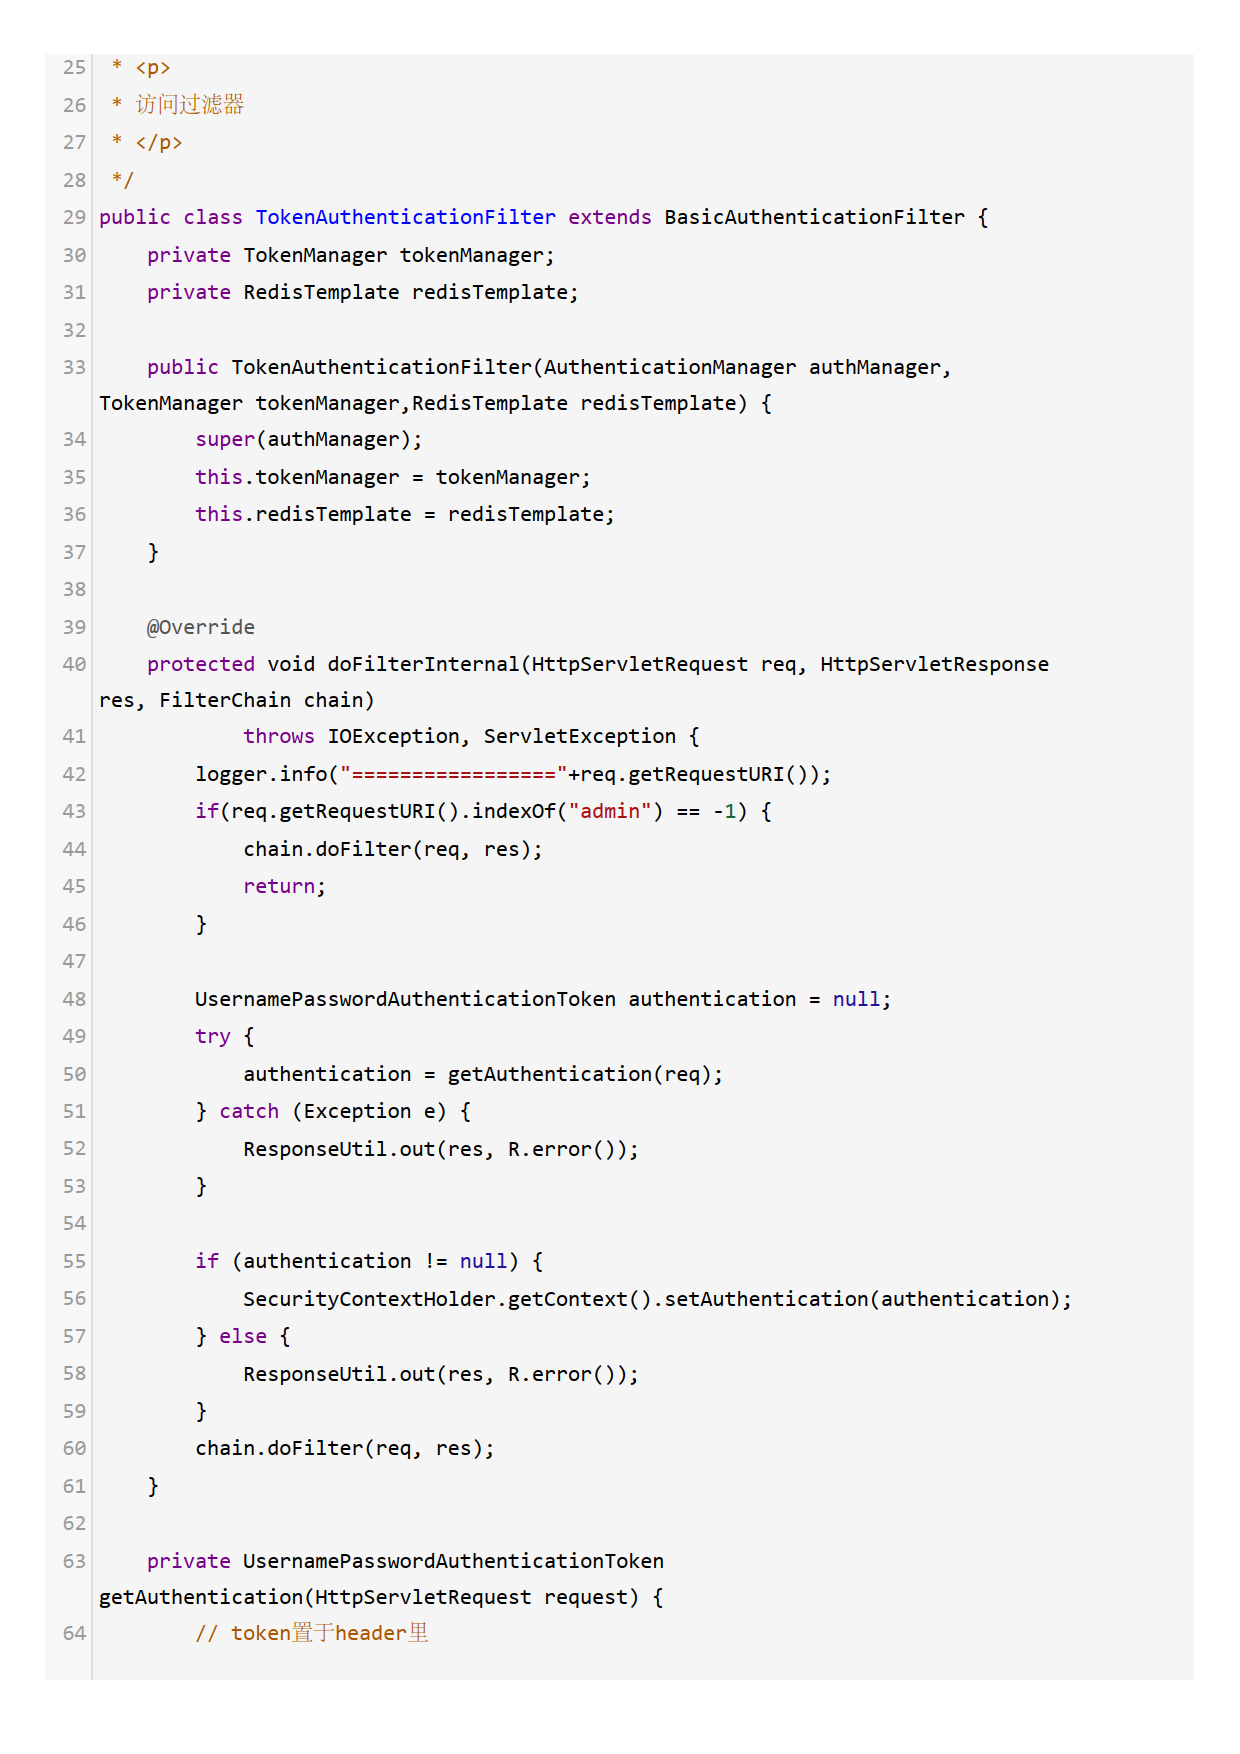 25 * <p>
26 * 访问过滤器
27 * </p>
28 */
29 public class TokenAuthenticationFilter extends BasicAuthenticationFilter {
30     private TokenManager tokenManager;
31     private RedisTemplate redisTemplate;
32
33     public TokenAuthenticationFilter(AuthenticationManager authManager,
TokenManager tokenManager,RedisTemplate redisTemplate) {
34         super(authManager);
35         this.tokenManager = tokenManager;
36         this.redisTemplate = redisTemplate;
37     }
38
39     @Override
40     protected void doFilterInternal(HttpServletRequest req, HttpServletResponse
res, FilterChain chain)
41             throws IOException, ServletException {
42         logger.info("================="+req.getRequestURI());
43         if(req.getRequestURI().indexOf("admin") == -1) {
44             chain.doFilter(req, res);
45             return;
46         }
47
48         UsernamePasswordAuthenticationToken authentication = null;
49         try {
50             authentication = getAuthentication(req);
51         } catch (Exception e) {
52             ResponseUtil.out(res, R.error());
53         }
54
55         if (authentication != null) {
56             SecurityContextHolder.getContext().setAuthentication(authentication);
57         } else {
58             ResponseUtil.out(res, R.error());
59         }
60         chain.doFilter(req, res);
61     }
62
63     private UsernamePasswordAuthenticationToken
getAuthentication(HttpServletRequest request) {
64         // token置于header里